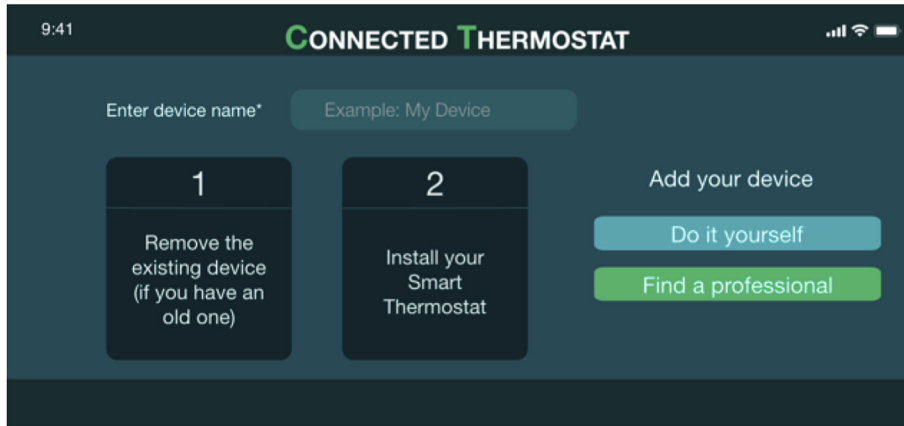 9:41
CONNECTED THERMOSTAT
Enter device name*
Example: My Device
1
Remove the
existing device
(if you have an
old one)
2
Install your
Smart
Thermostat
Add your device
Do it yourself
Find a professional